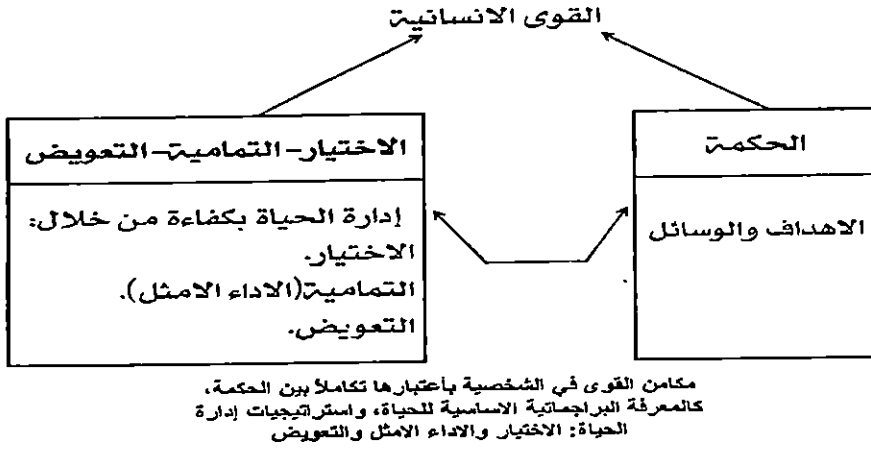 القوى الانسانية
الحكمة
الاهداف والوسائل
الاختيار-التمامية-التعويض
إدارة الحياة بكفاءة من خلال:
الاختيار.
التمامية(الاداء الامثل).
التعويض.
مكامن القوى في الشخصية بأعتبارها تكاملاً بين الحكمة،
كالمعرفة البراجماتية الاساسية للحياة، واستراتيجيات إدارة
الحياة: الاختيار والاداء الامثل والتعويض